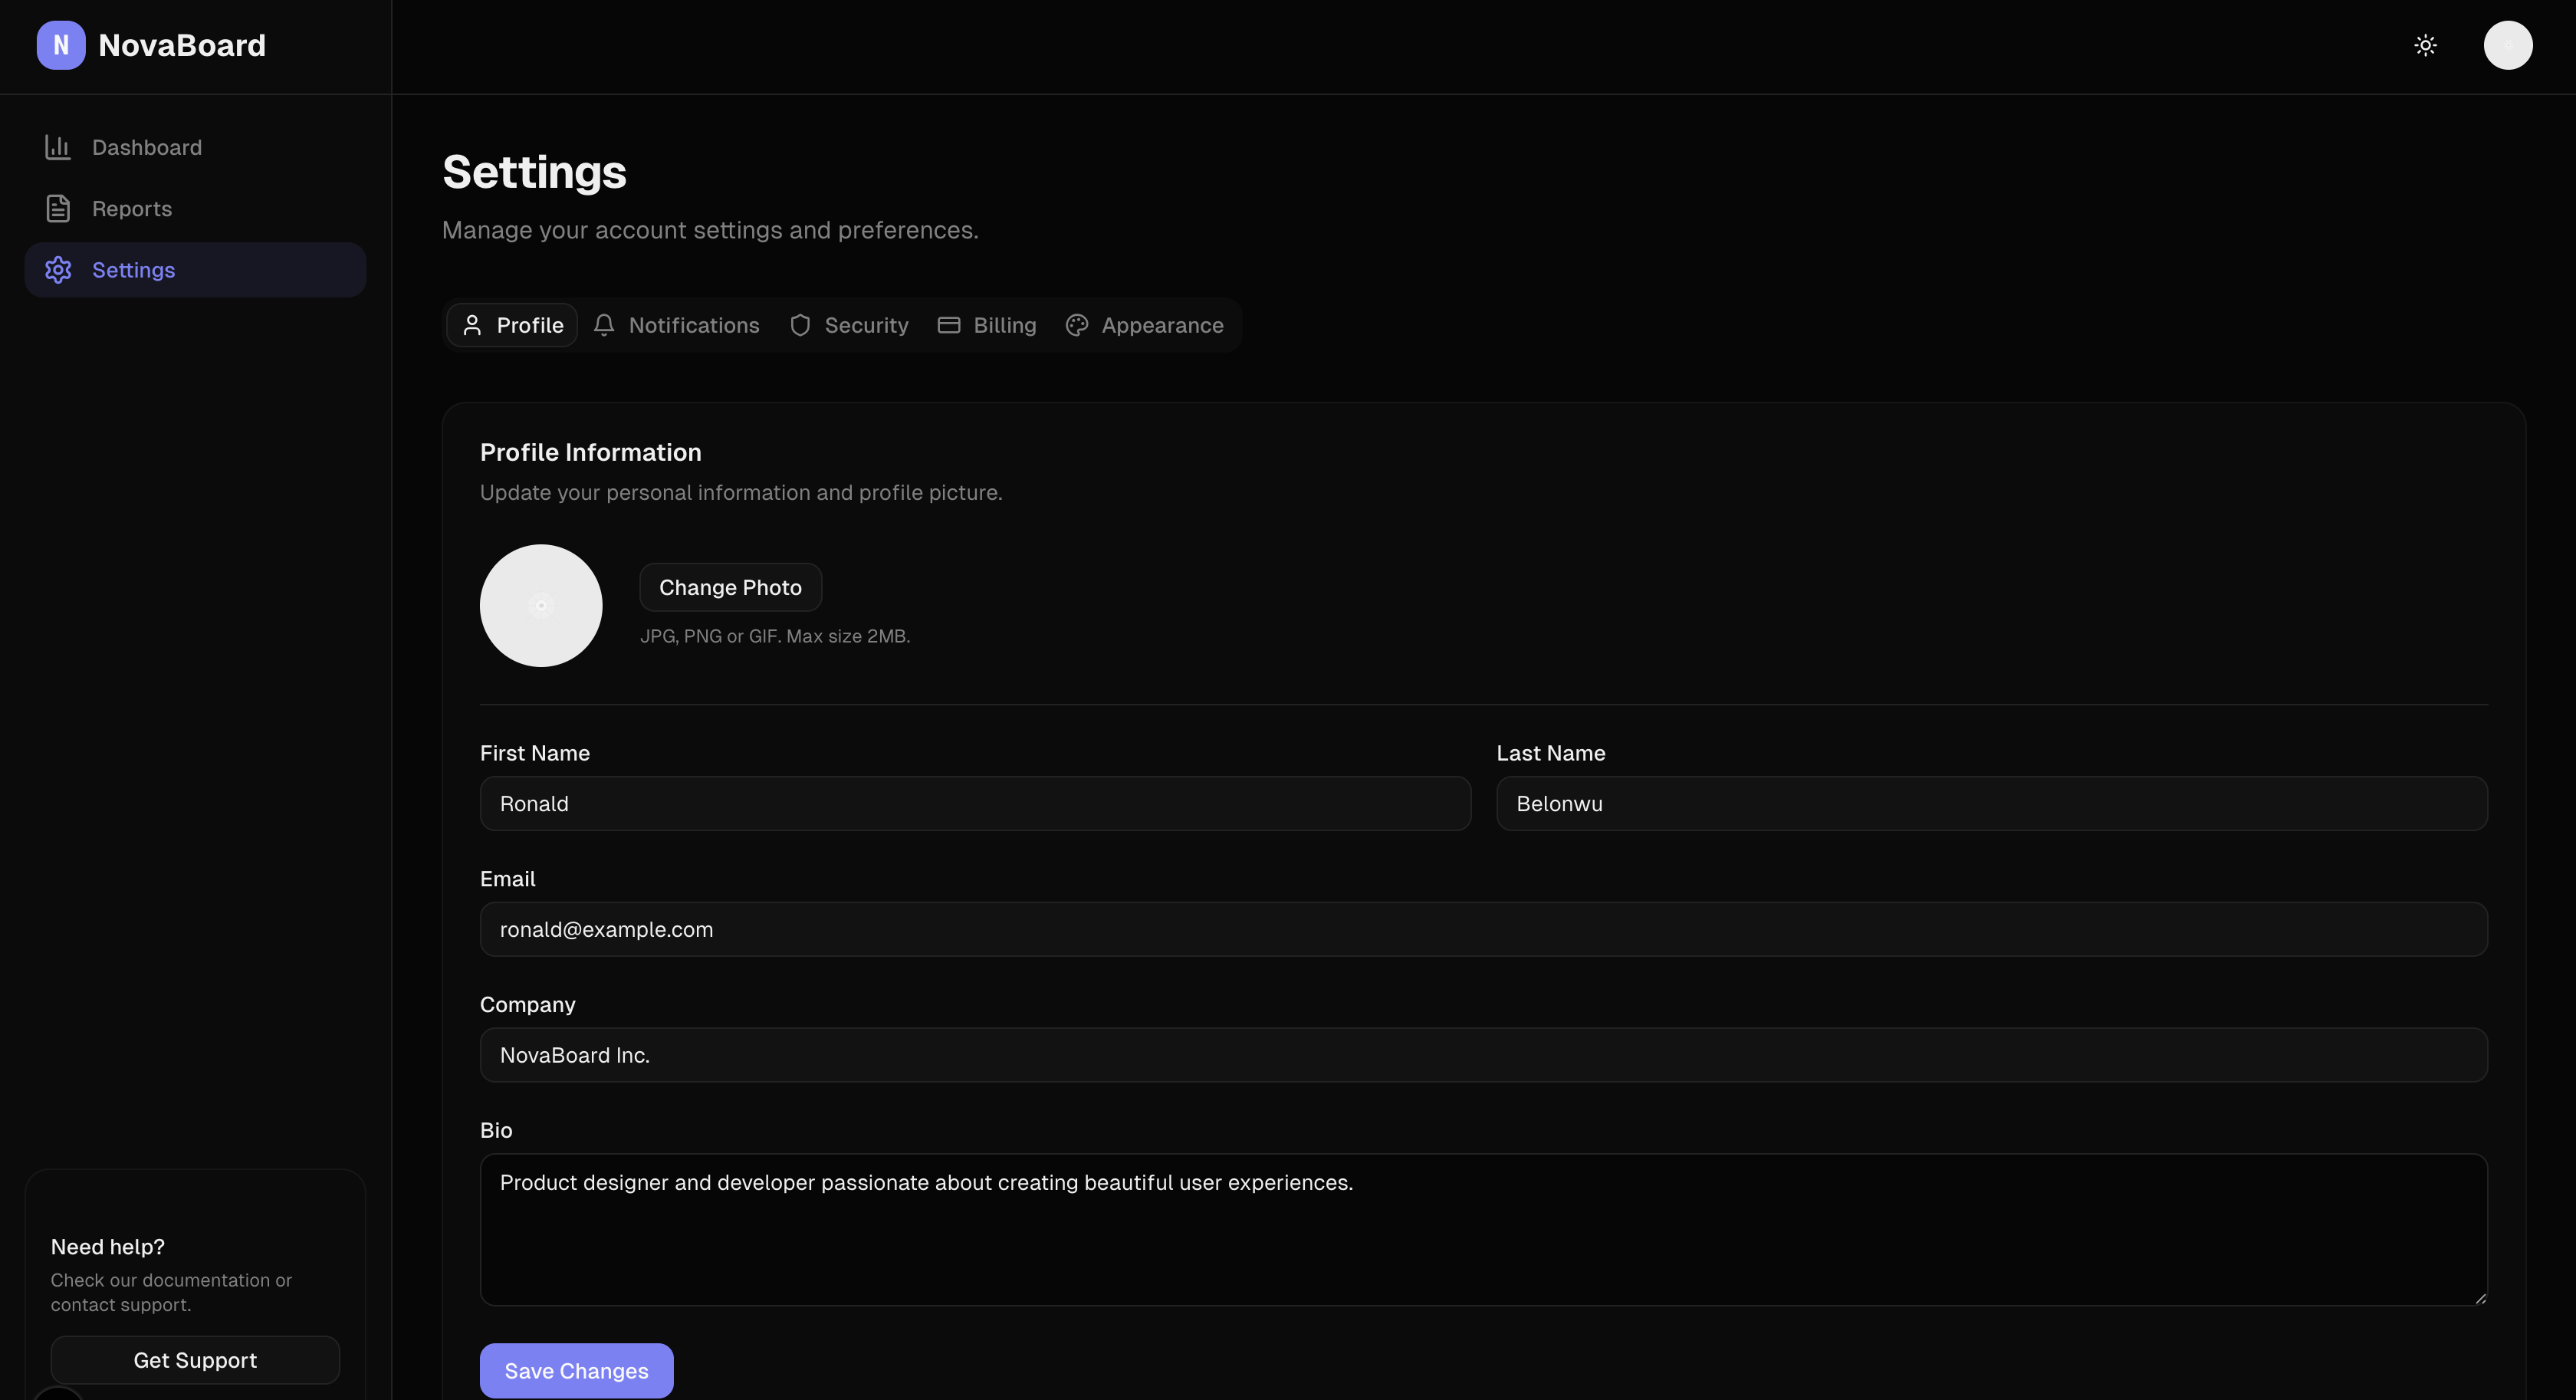 N NovaBoard
Dashboard
Reports
Settings
Need help?
Check our documentation or
contact support.
Get Support
Settings
Manage your account settings and preferences.
Profile Notifications Security Billing Appearance
Profile Information
Update your personal information and profile picture.
Change Photo
JPG, PNG or GIF. Max size 2MB.
First Name Last Name
Ronald Belonwu
Email
ronald@example.com
Company
NovaBoard Inc.
Bio
Product designer and developer passionate about creating beautiful user experiences.
Save Changes